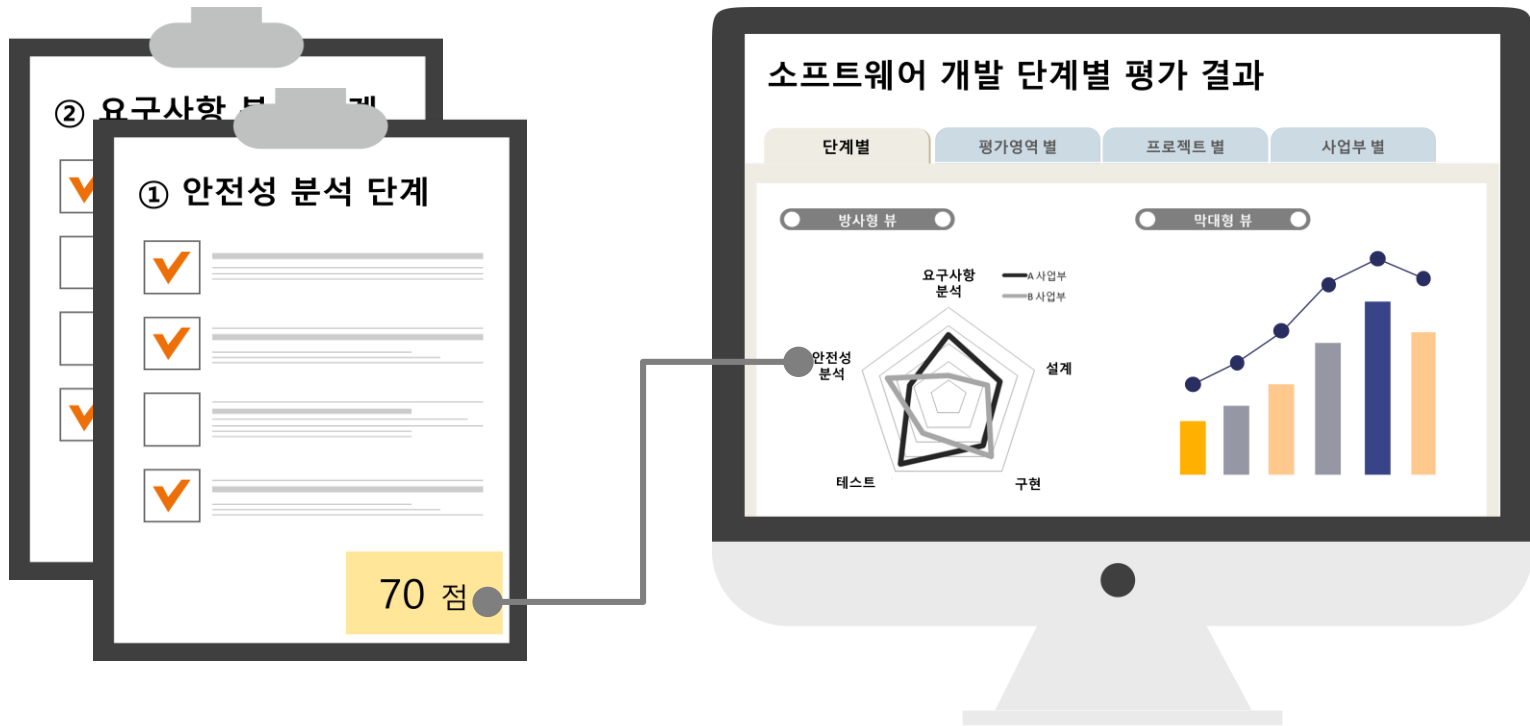 ② 요구사항
① 안전성 분석 단계
70 점
소프트웨어 개발 단계별 평가 결과
단계별
평가영역 별
프로젝트 별
사업부 별
방사형 뷰
막대형 뷰
요구사항
분석
A 사업부
B 사업부
안전성
분석
설계
테스트
구현